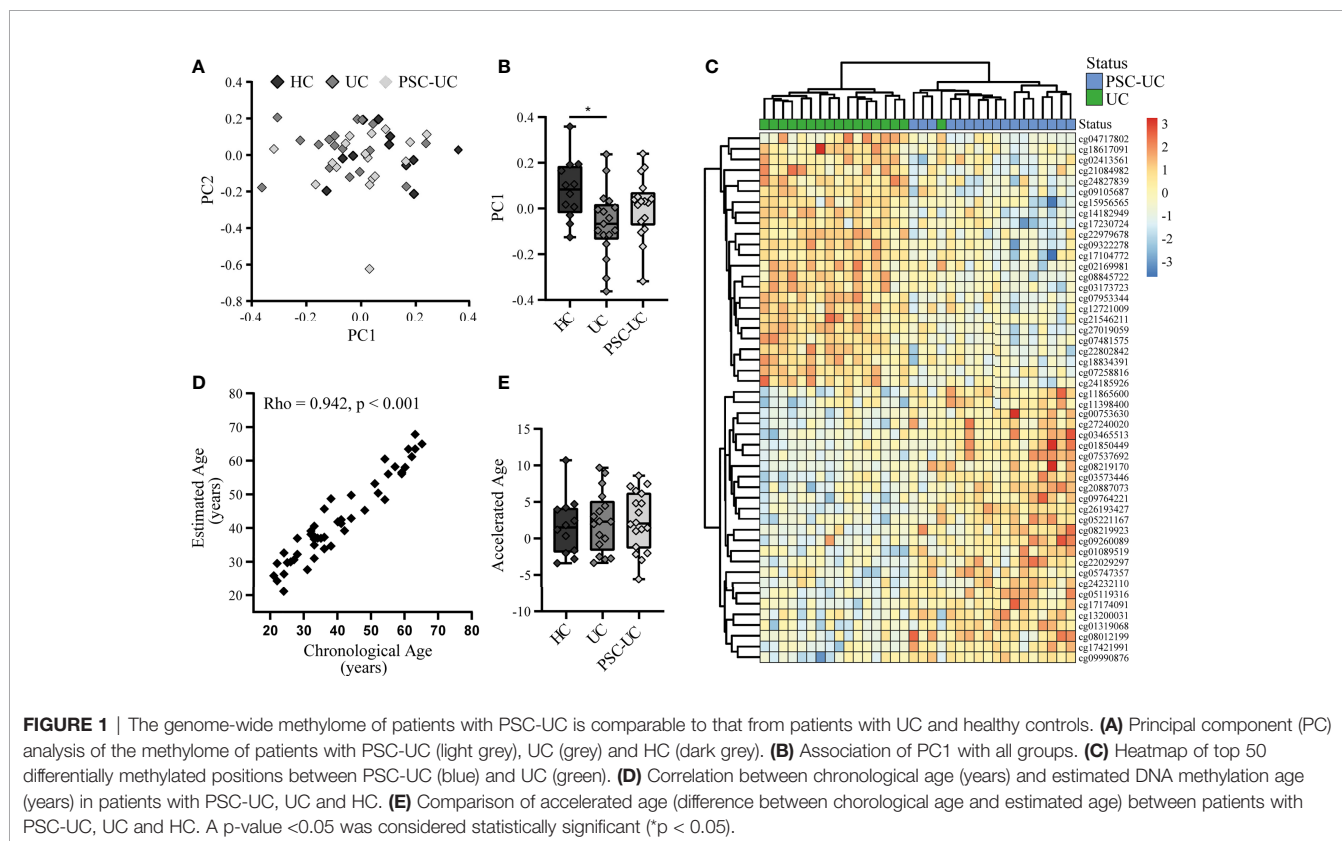 A
HC UC PSC-UC
0.4
0.2
0.0
-0.2
-0.4
-0.6
-0.8
PC2
-0.4 -0.2 0.0 0.2 0.4
PC1
B
*
0.4
0.2
0.0
0.2
0.4
PC1
HC
UC
PSC-UC
C
Status
PSC-UC
UC
Status
3
2
1
0
-1
-2
-3
cg04717802
cg18617091
cg02413561
cg21084982
cg24827839
cg09105687
cg15956565
cg14182949
cg17230724
cg22979678
cg09322278
cg17104772
cg02169981
cg08845722
cg03173723
cg07953344
cg12721009
cg21546211
cg27019059
cg07481575
cg22802842
cg18834391
cg07258816
cg24185926
cg11865600
cg11398400
cg00753630
cg27240020
cg03465513
cg01850449
cg07537692
cg08219170
cg03573446
cg20887073
cg09764221
cg26193427
cg05221167
cg08219923
cg09260089
cg01089519
cg22029297
cg05747357
cg24232110
cg05119316
cg17174091
cg13200031
cg01319068
cg08012199
cg17421991
cg09990876
D
Rho = 0.942, p < 0.001
80
70
60
50
40
30
20
Estimated Age
(years)
20 30 40 50 60 70 80
Chronological Age
(years)
E
15
10
5
0
-5
-10
Accelerated Age
HC
UC
PSC-UC
FIGURE 1 | The genome-wide methylome of patients with PSC-UC is comparable to that from patients with UC and healthy controls. (A) Principal component (PC)
analysis of the methylome of patients with PSC-UC (light grey), UC (grey) and HC (dark grey). (B) Association of PC1 with all groups. (C) Heatmap of top 50
differentially methylated positions between PSC-UC (blue) and UC (green). (D) Correlation between chronological age (years) and estimated DNA methylation age
(years) in patients with PSC-UC, UC and HC. (E) Comparison of accelerated age (difference between chorological age and estimated age) between patients with
PSC-UC, UC and HC. A p-value <0.05 was considered statistically significant (*p < 0.05).